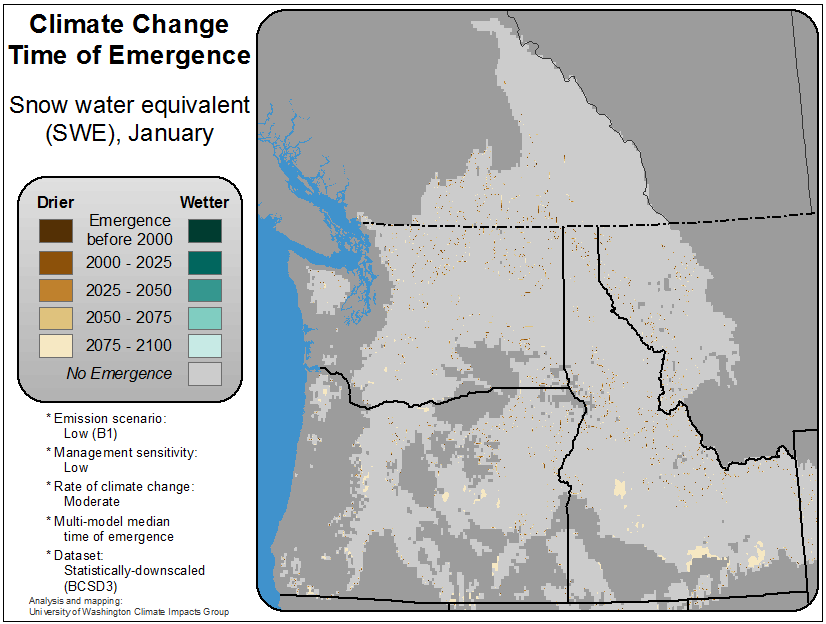 Climate Change
Time of Emergence
Snow water equivalent
(SWE), January
Drier Wetter
Emergence
before 2000
2000 - 2025
2025 - 2050
2050 - 2075
2075 - 2100
No Emergence
* Emission scenario:
Low (B1)
* Management sensitivity:
Low
* Rate of climate change:
Moderate
* Multi-model median
time of emergence
* Dataset:
Statistically-downscaled
(BCSD3)
Analysis and mapping:
University of Washington Climate Impacts Group